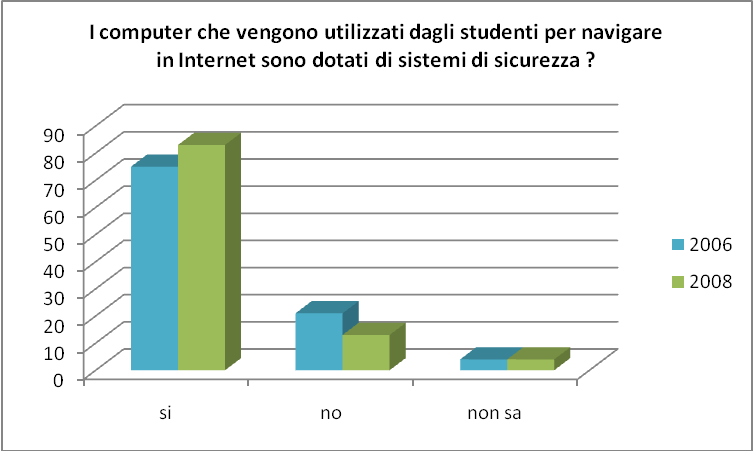 I computer che vengono utilizzati dagli studenti per navigare
in Internet sono dotati di sistemi di sicurezza ?
90
80
70
60
50
40
30
20
10
0
si
no
non sa
2006
2008